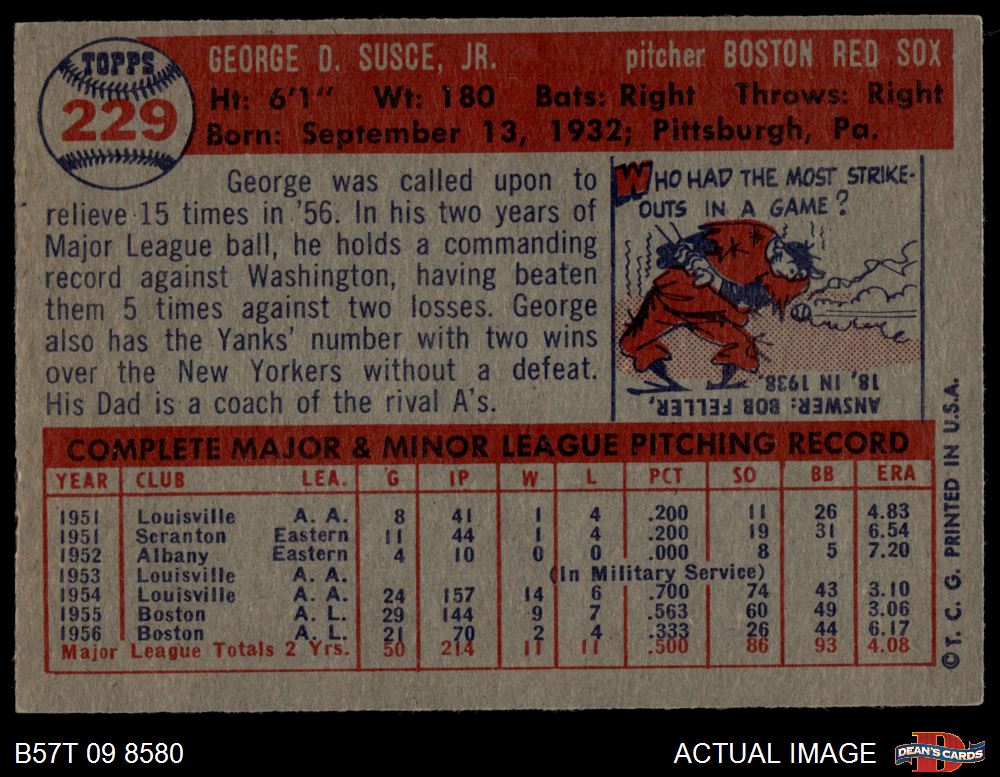 TOPPS
229
GEORGE D. SUSCE, JR. pitcher BOSTON RED SOX
Ht: 6'1" Wt: 180 Bats: Right Throws: Right
Born: September 13, 1932; Pittsburgh, Pa.
George was called upon to
relieve 15 times in '56. In his two years of
Major League ball, he holds a commanding
record against Washington, having beaten
them 5 times against two losses. George
also has the Yanks' number with two wins
over the New Yorkers without a defeat.
His Dad is a coach of the rival A's.
WHO HAD THE MOST STRIKE-
OUTS IN A GAME?
ANSWER: BOB FELLER,
18, IN 1938.
COMPLETE MAJOR & MINOR LEAGUE PITCHING RECORD
YEAR CLUB LEA. G IP W L PCT SO BB ERA
1951 Louisville A. A. 8 41 1 4 .200 11 26 4.83
1951 Scranton Eastern 11 44 1 4 .200 19 31 6.54
1952 Albany Eastern 4 10 0 0 .000 8 5 7.20
1953 Louisville A. A. (In Military Service)
1954 Louisville A. A. 24 157 14 6 .700 74 43 3.10
1955 Boston A. L. 29 144 9 7 .563 60 49 3.06
1956 Boston A. L. 21 70 2 4 .333 26 44 6.17
Major League Totals 2 Yrs. 50 214 11 11 .500 86 93 4.08
© T. C. G. PRINTED IN U.S.A.
B57T 09 8580 ACTUAL IMAGE
DEAN'S CARDS